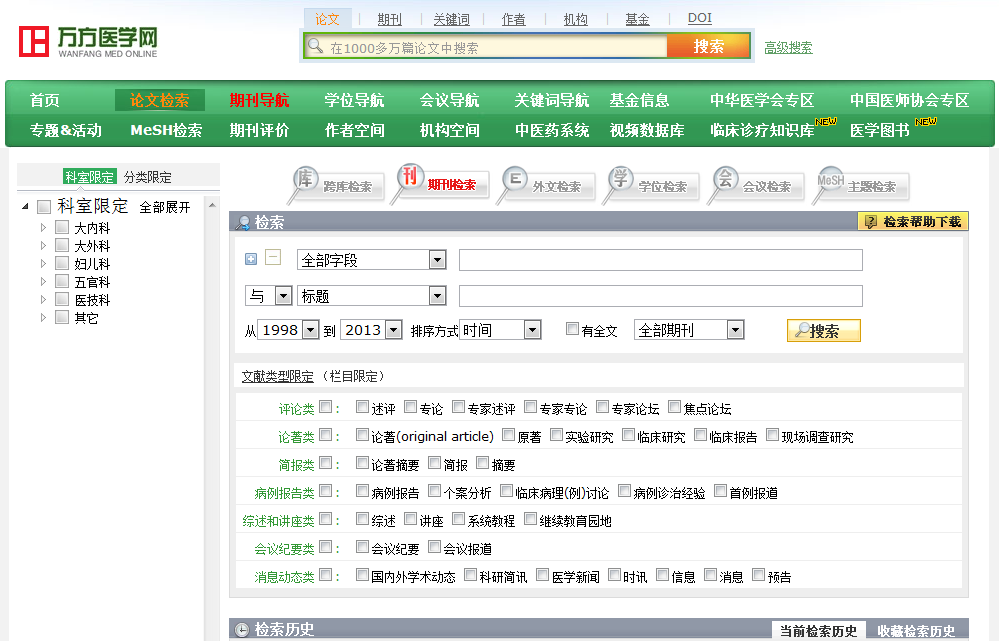 论文 期刊 关键词 作者 机构 基金 DOI
万方医学网
WANFANG MED ONLINE
在1000多万篇论文中搜索 搜索 高级搜索
首页 论文检索 期刊导航 学位导航 会议导航 关键词导航 基金信息 中华医学会专区 中国医师协会专区
专题&活动 MeSH检索 期刊评价 作者空间 机构空间 中医药系统 视频数据库 临床诊疗知识库 NEW 医学图书 NEW
科室限定 分类限定
科室限定 全部展开
大内科
大外科
妇儿科
五官科
医技科
其它
库 跨库检索 刊 期刊检索 E 外文检索 学 学位检索 会 会议检索 MeSH 主题检索
检索 检索帮助下载
全部字段
与 标题
从 1998 到 2013 排序方式 时间 有全文 全部期刊 搜索
文献类型限定 （栏目限定）
评论类 ： 述评 专论 专家述评 专家专论 专家论坛 焦点论坛
论著类 ： 论著(original article) 原著 实验研究 临床研究 临床报告 现场调查研究
简报类 ： 论著摘要 简报 摘要
病例报告类 ： 病例报告 个案分析 临床病理(例)讨论 病例诊治经验 首例报道
综述和讲座类 ： 综述 讲座 系统教程 继续教育园地
会议纪要类 ： 会议纪要 会议报道
消息动态类 ： 国内外学术动态 科研简讯 医学新闻 时讯 信息 消息 预告
检索历史 当前检索历史 收藏检索历史